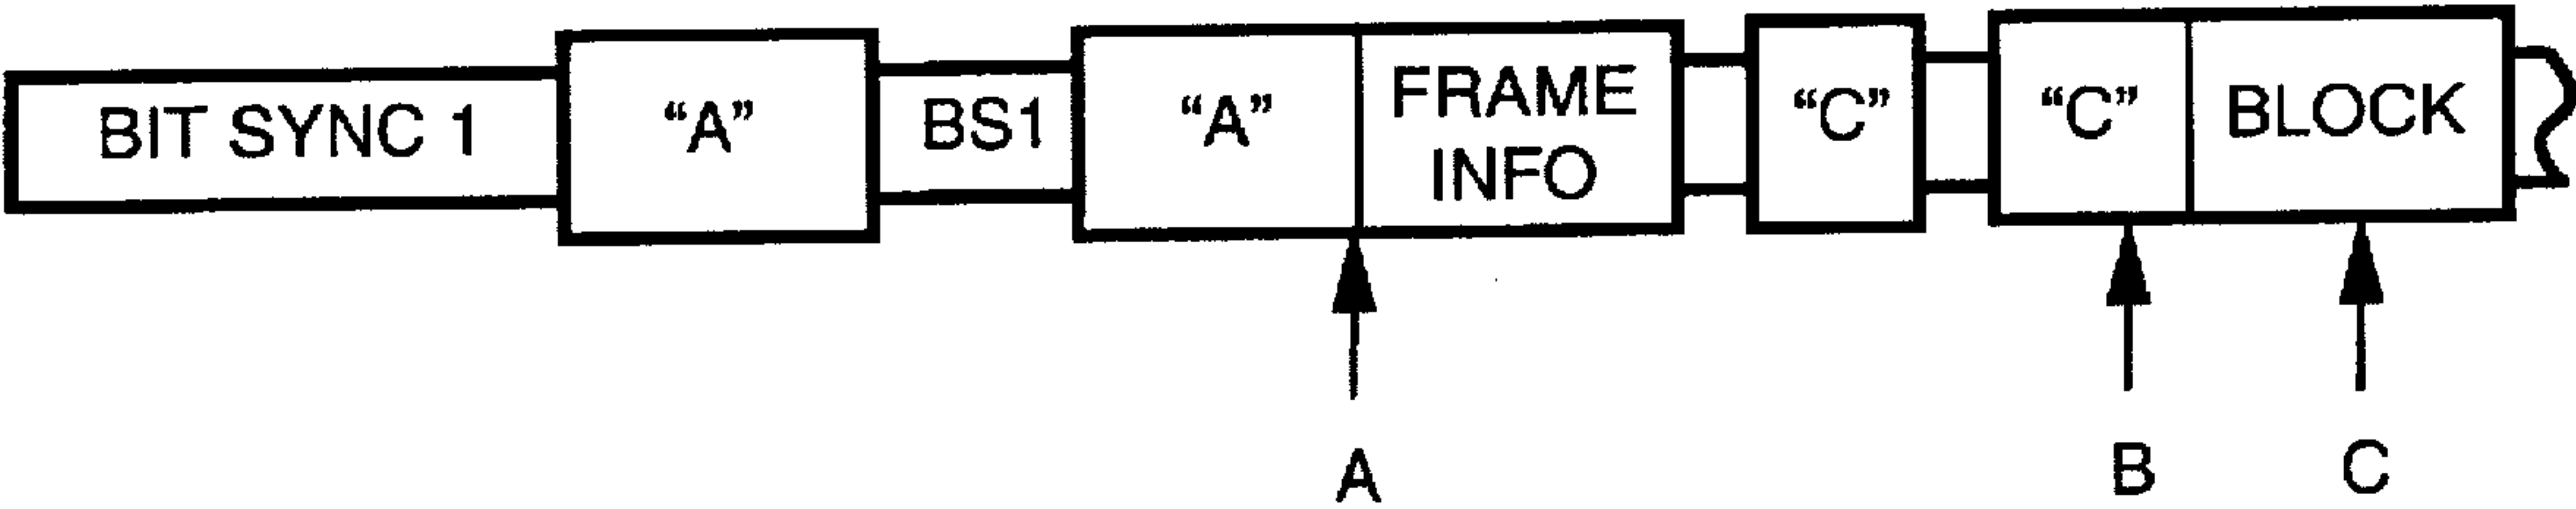 BIT SYNC 1 “A” BS1 “A” FRAME INFO “C” “C” BLOCK
A B C